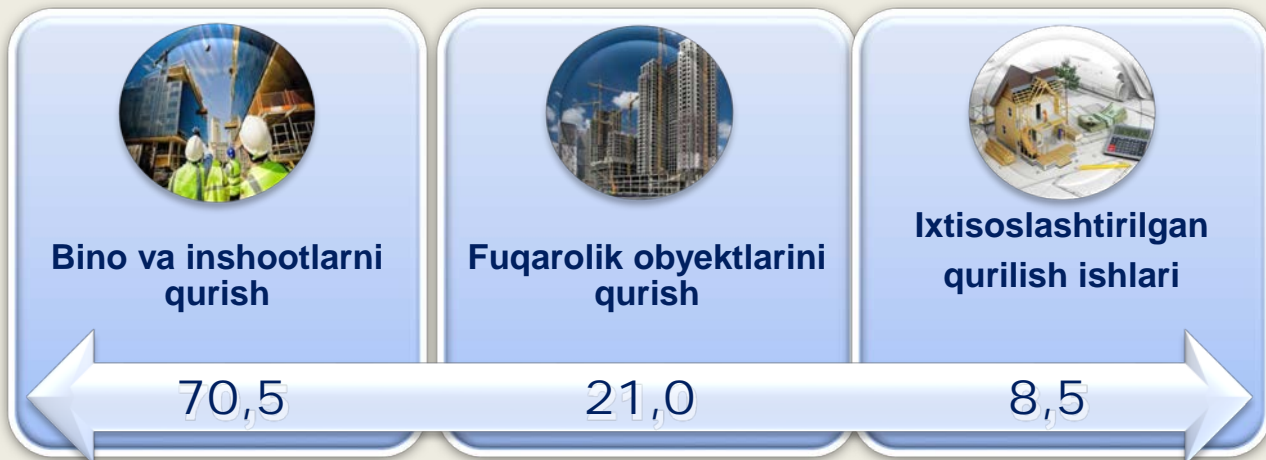 Bino va inshootlarni
qurish
Fuqarolik obyektlarini
qurish
Ixtisoslashtirilgan
qurilish ishlari
70,5
21,0
8,5